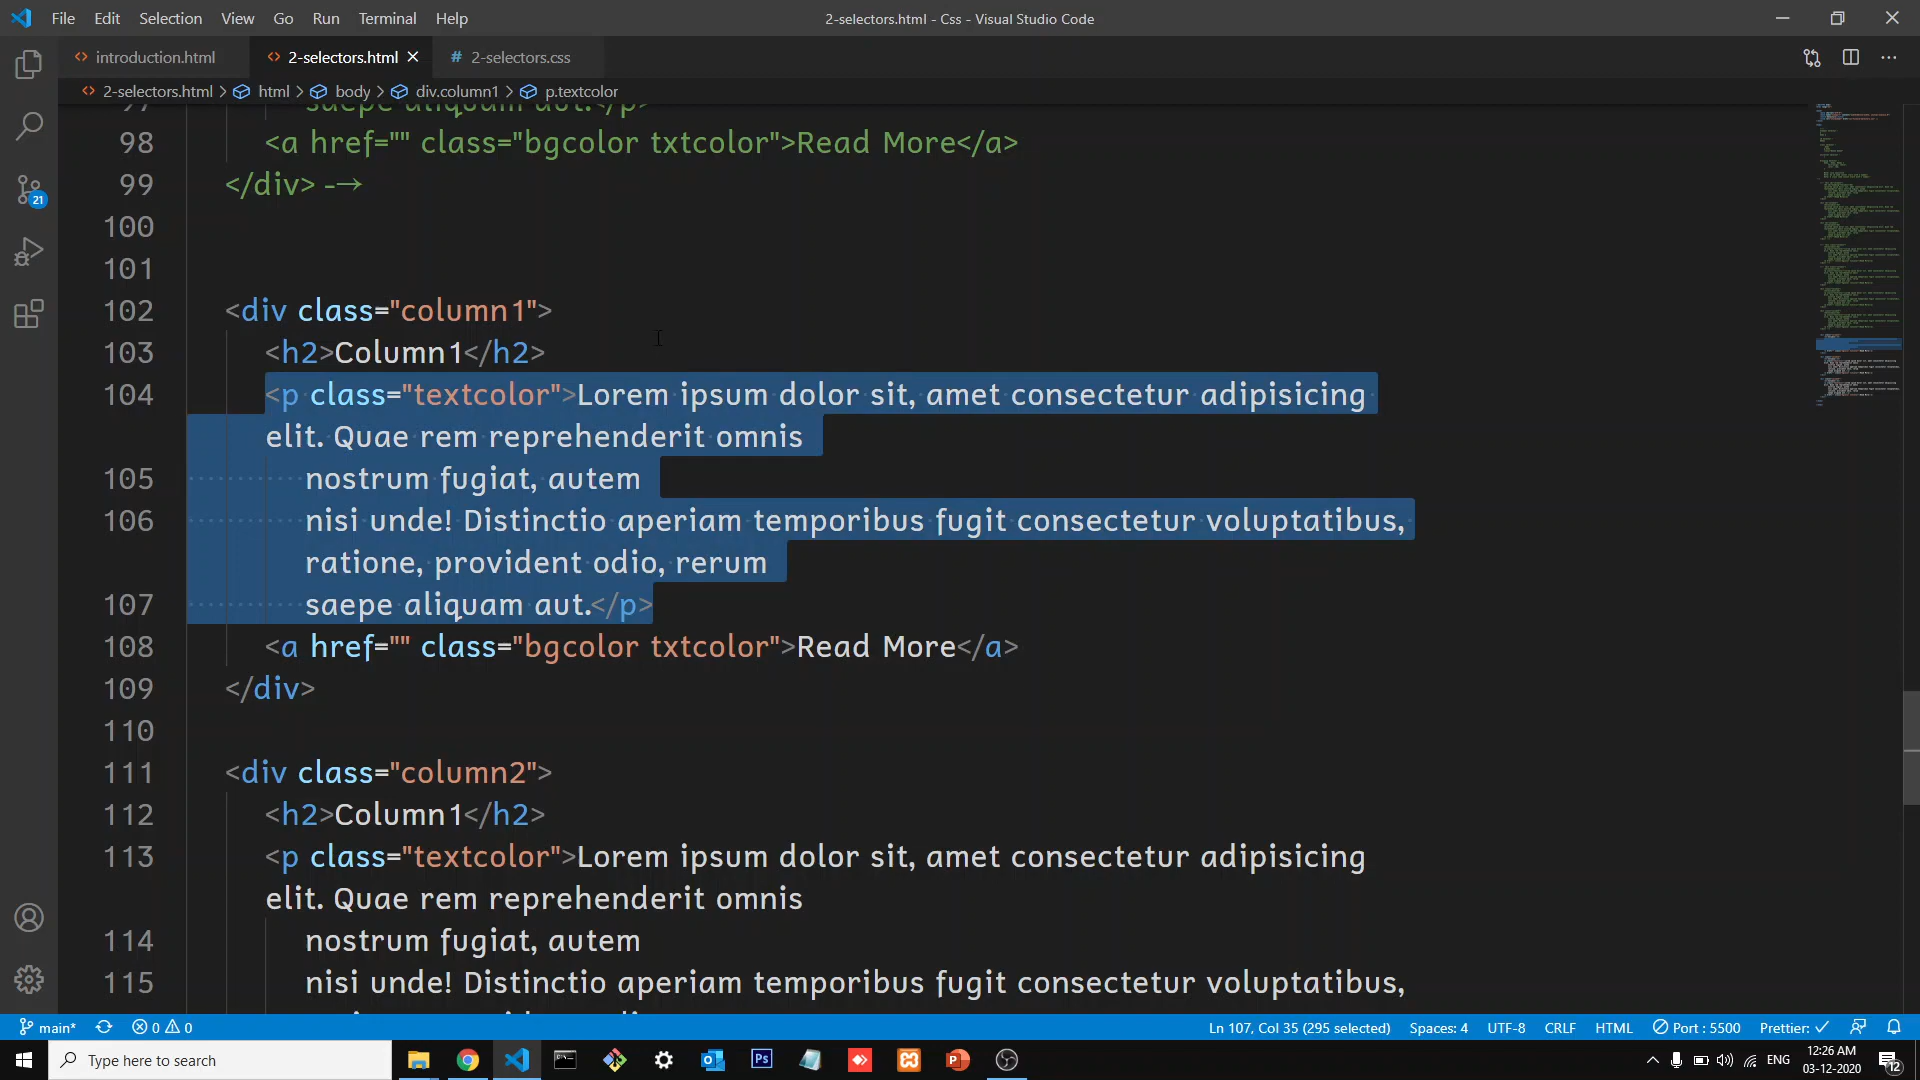 File Edit Selection View Go Run Terminal Help 2-selectors.html - Css - Visual Studio Code
introduction.html 2-selectors.html 2-selectors.css
2-selectors.html > html > body > div.column1 > p.textcolor
97 saepe aliquam aut.</p>
98 <a href="" class="bgcolor txtcolor">Read More</a>
99 </div> -->
100
101
102 <div class="column1">
103 <h2>Column1</h2>
104 <p class="textcolor">Lorem ipsum dolor sit, amet consectetur adipisicing
elit. Quae rem reprehenderit omnis
105 nostrum fugiat, autem
106 nisi unde! Distinctio aperiam temporibus fugit consectetur voluptatibus,
ratione, provident odio, rerum
107 saepe aliquam aut.</p>
108 <a href="" class="bgcolor txtcolor">Read More</a>
109 </div>
110
111 <div class="column2">
112 <h2>Column1</h2>
113 <p class="textcolor">Lorem ipsum dolor sit, amet consectetur adipisicing
elit. Quae rem reprehenderit omnis
114 nostrum fugiat, autem
115 nisi unde! Distinctio aperiam temporibus fugit consectetur voluptatibus,
21
main* 0 0 Ln 107, Col 35 (295 selected) Spaces: 4 UTF-8 CRLF HTML Port : 5500 Prettier: ✓
Type here to search Ps ENG 12:26 AM
03-12-2020 12